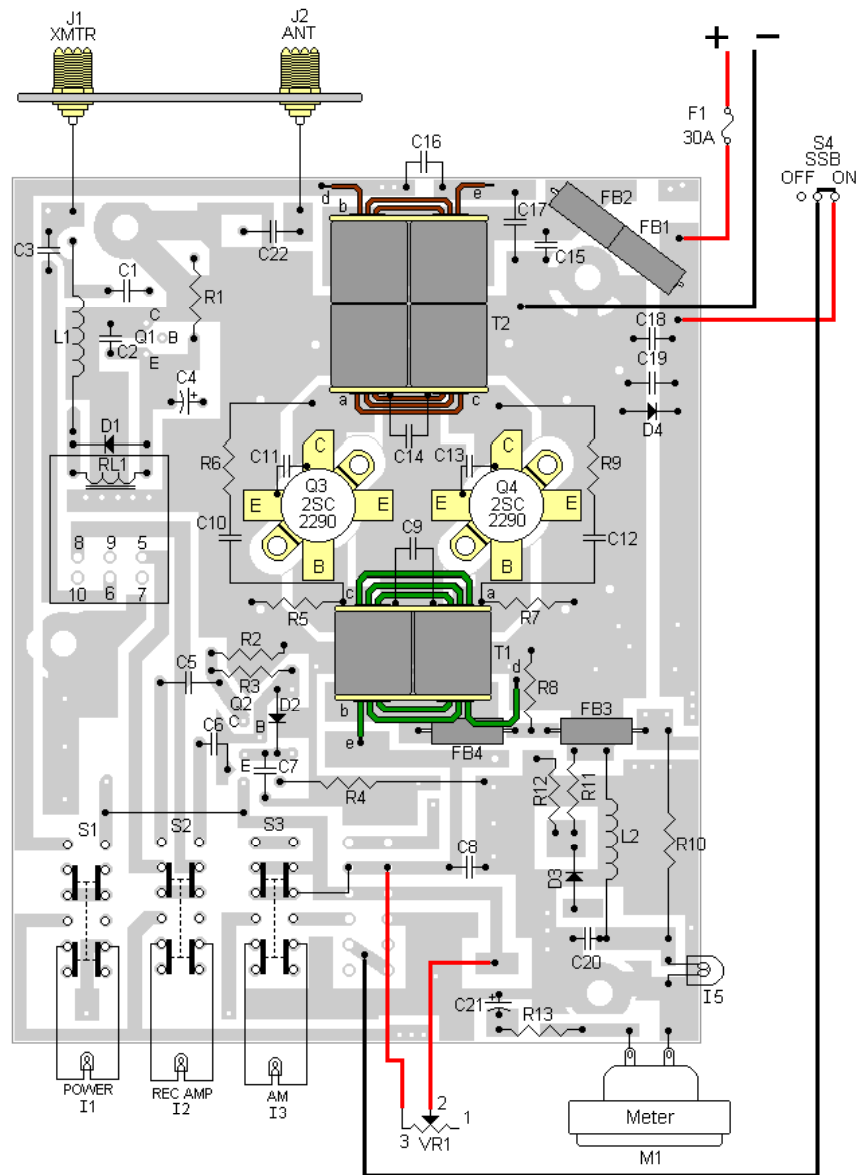 J1
XMTR
J2
ANT
+ −
F1
30A
S4
SSB
OFF ON
C16
d
b
e
C17
FB2
FB1
C3
C22
C15
C1
R1
L1
C
Q1 B
C2
E
T2
C18
C19
C4
+
a
c
D4
D1
C14
RL1
R6
C11
C
C13
C
R9
E
Q3
2SC
2290
E
E
Q4
2SC
2290
E
C10
C9
C12
8 9 5
B
B
10 6 7
c
a
R5
R7
R2
T1
C5
R3
d
R8
Q2
C
B
D2
b
C6
e
FB4
FB3
E
C7
R4
R12
R11
S1
S2
S3
L2
R10
C8
D3
C20
I5
C21
+
R13
POWER
I1
REC AMP
I2
AM
I3
2
3
1
VR1
Meter
M1